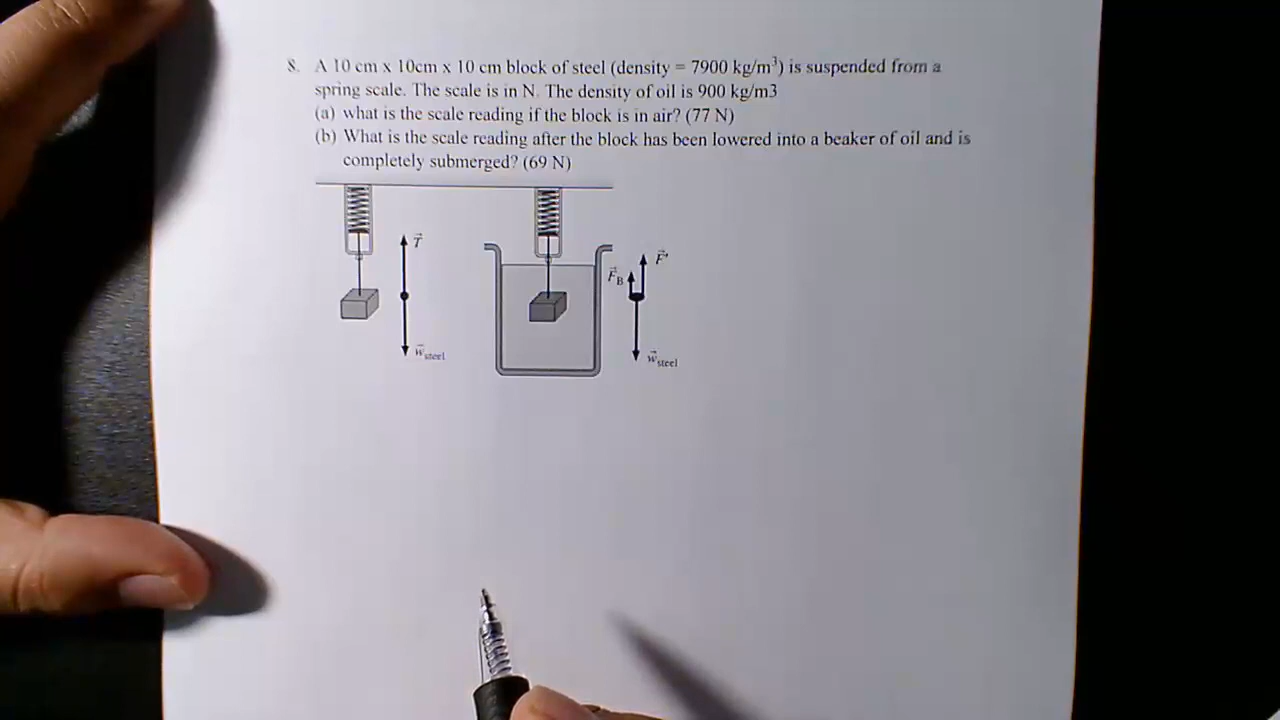 8. A 10 cm x 10cm x 10 cm block of steel (density = 7900 kg/m³) is suspended from a
spring scale. The scale is in N. The density of oil is 900 kg/m3
(a) what is the scale reading if the block is in air? (77 N)
(b) What is the scale reading after the block has been lowered into a beaker of oil and is
completely submerged? (69 N)
T⃗
F⃗'
F⃗B
w⃗steel
w⃗steel